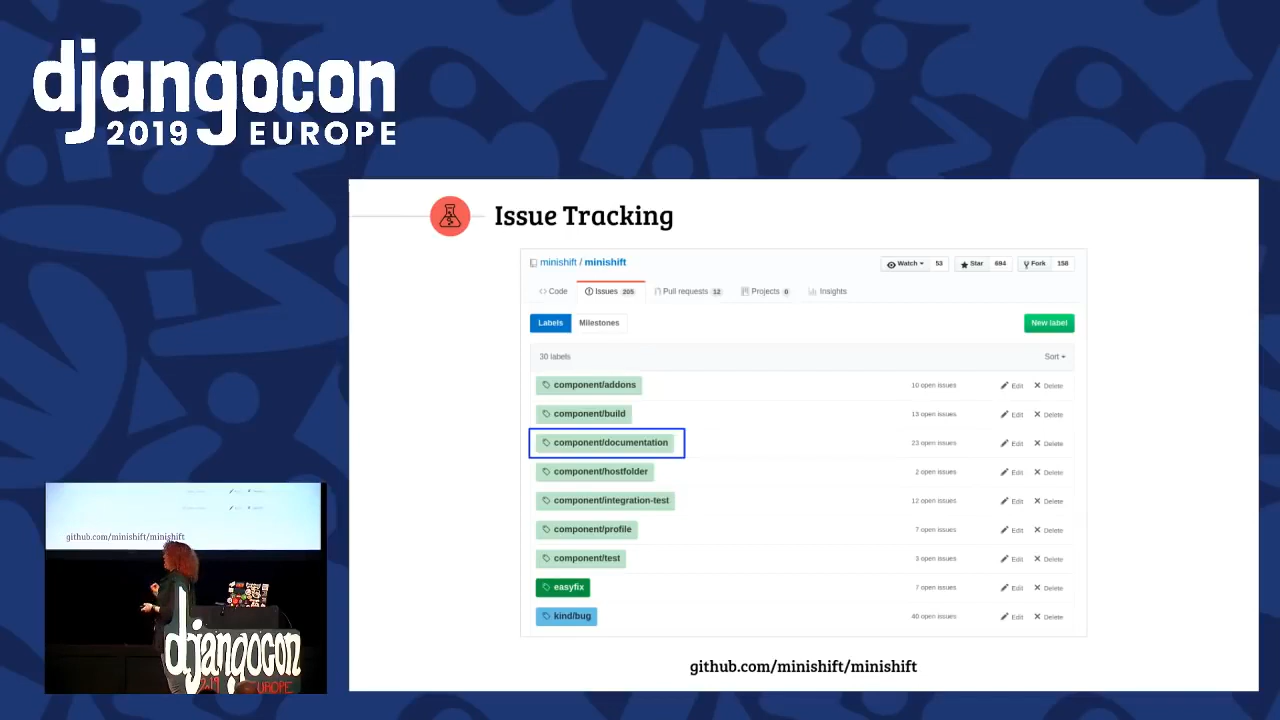 djangocon
2019 EUROPE
Issue Tracking
minishift / minishift
Watch 53 Star 694 Fork 158
Code Issues 205 Pull requests 12 Projects 0 Insights
Labels Milestones New label
30 labels Sort
component/addons 10 open issues Edit Delete
component/build 13 open issues Edit Delete
component/documentation 23 open issues Edit Delete
component/hostfolder 2 open issues Edit Delete
component/integration-test 12 open issues Edit Delete
component/profile 7 open issues Edit Delete
component/test 3 open issues Edit Delete
easyfix 7 open issues Edit Delete
kind/bug 40 open issues Edit Delete
github.com/minishift/minishift
github.com/minishift/minishift
djangocon
2019 EUROPE